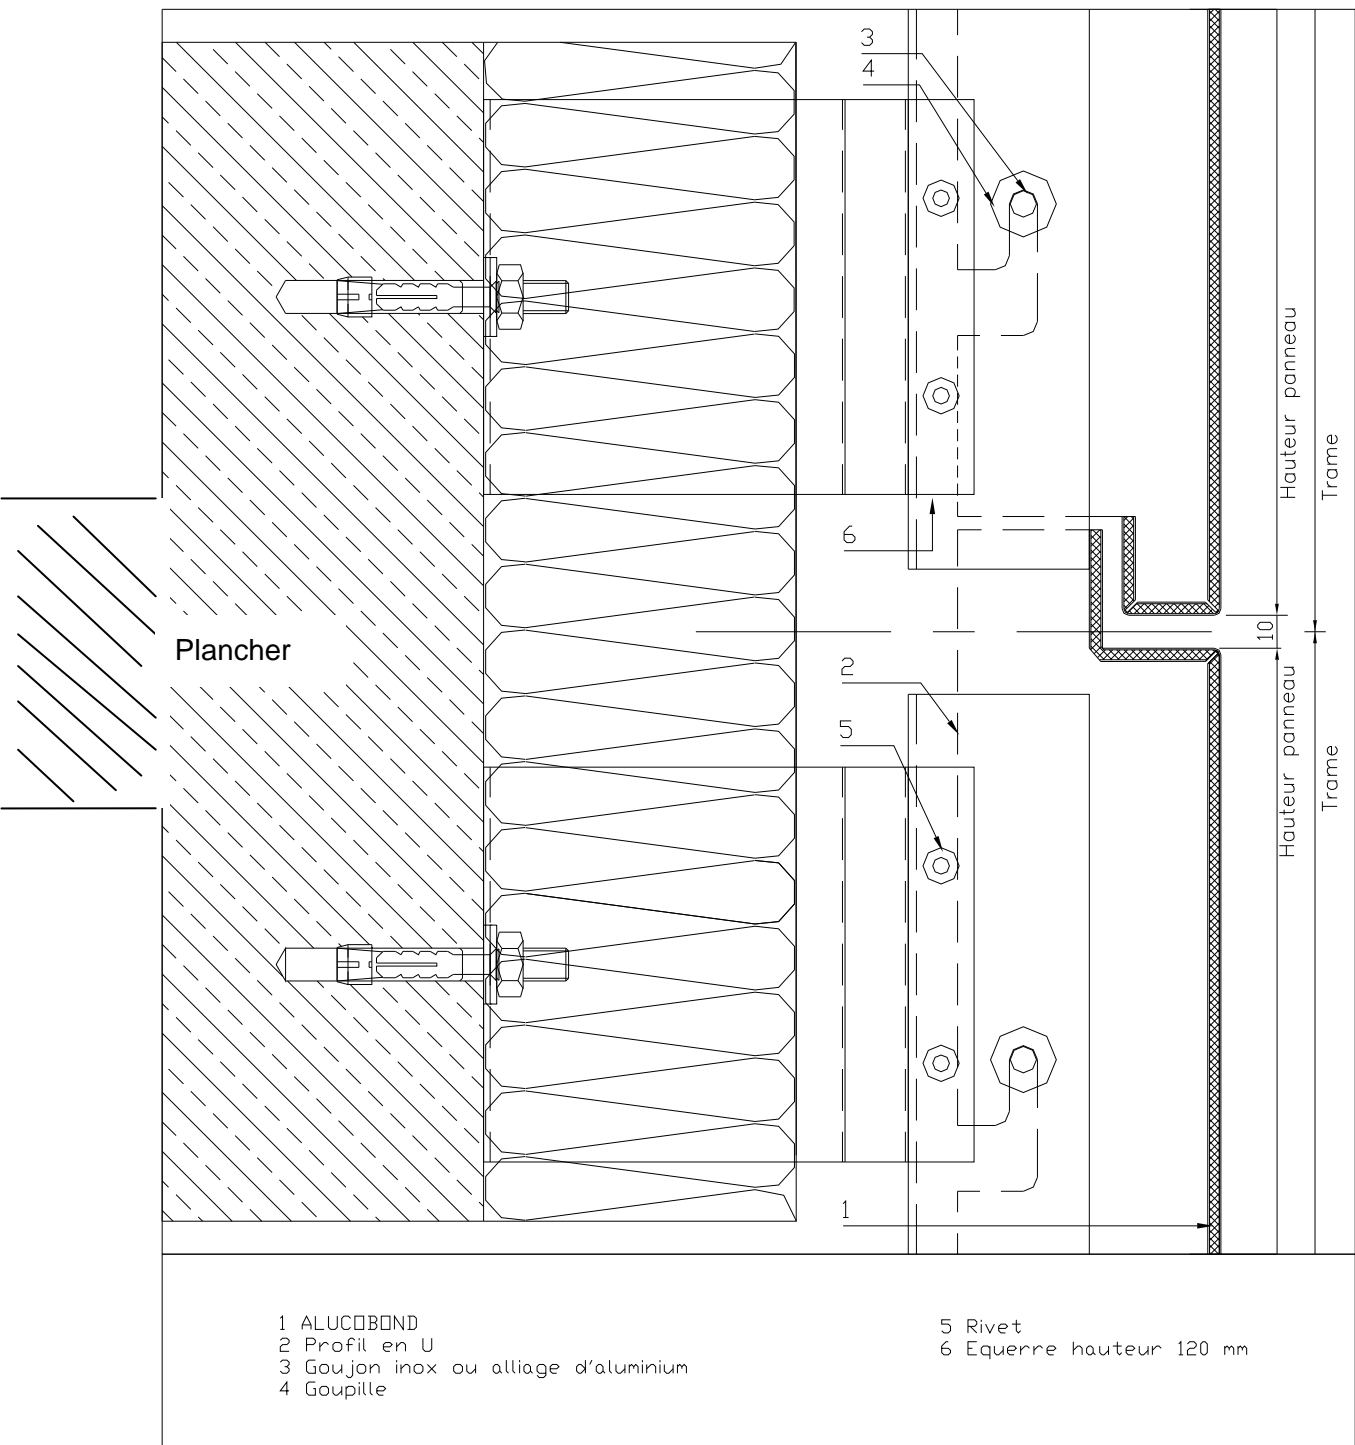 3
4
Hauteur panneau
Trame
6
10
Plancher
2
5
Hauteur panneau
Trame
1
1 ALUCOBOND
2 Profil en U
3 Goujon inox ou alliage d'aluminium
4 Goupille
5 Rivet
6 Equerre hauteur 120 mm